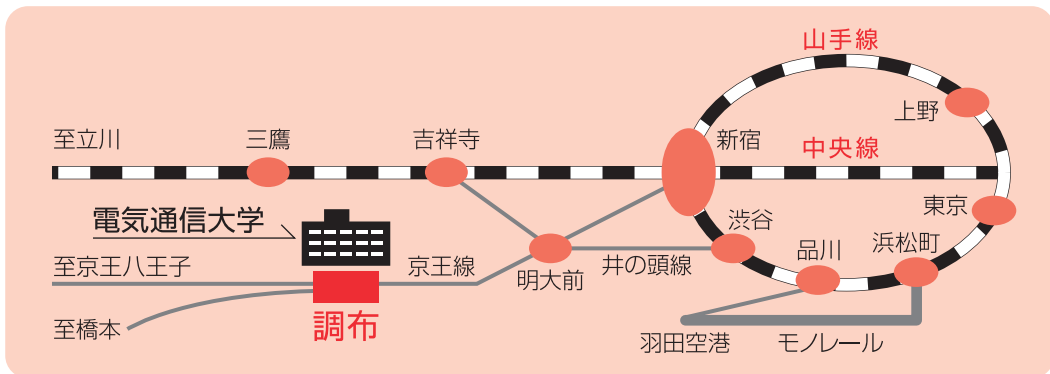 山手線
上野
至立川
三鷹
吉祥寺
新宿
中央線
電気通信大学
渋谷
東京
品川
浜松町
至京王八王子
京王線
明大前
井の頭線
至橋本
調布
羽田空港
モノレール